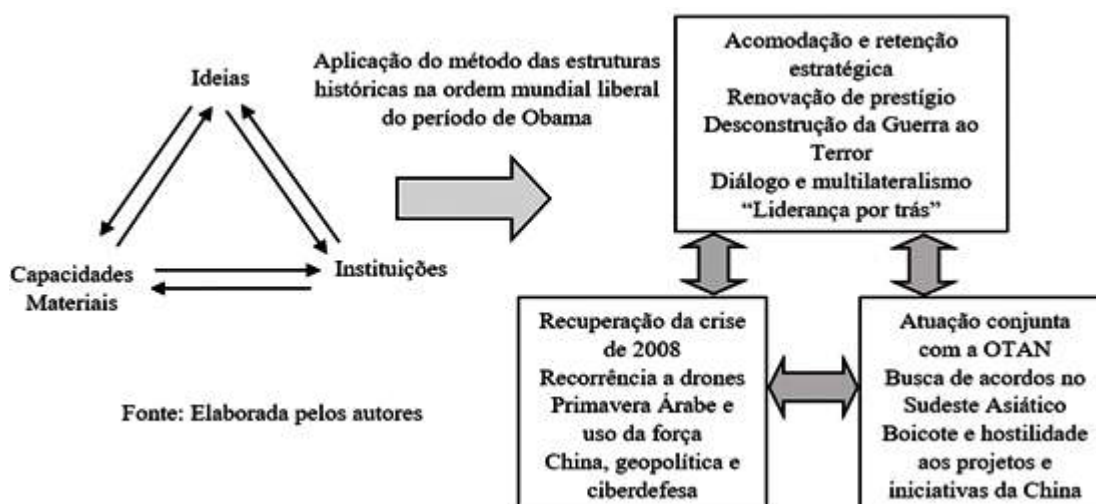 Ideias
Capacidades
Materiais
Instituições
Fonte: Elaborada pelos autores
Aplicação do método das estruturas
históricas na ordem mundial liberal
do período de Obama
Acomodação e retenção
estratégica
Renovação de prestígio
Desconstrução da Guerra ao
Terror
Diálogo e multilateralismo
“Liderança por trás”
Recuperação da crise
de 2008
Recorrência a drones
Primavera Árabe e
uso da força
China, geopolítica e
ciberdefesa
Atuação conjunta
com a OTAN
Busca de acordos no
Sudeste Asiático
Boicote e hostilidade
aos projetos e
iniciativas da China